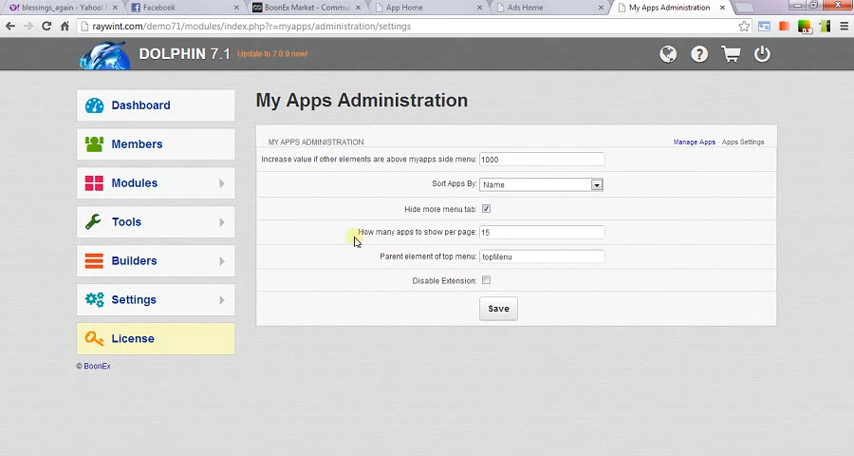 blessings_again - Yahoo!
Facebook
BoonEx Market - Commu
App Home
Ads Home
My Apps Administration
raywint.com/demo71/modules/index.php?r=myapps/administration/settings
DOLPHIN 7.1 Update to 7.0.9 now!
Dashboard
Members
Modules
Tools
Builders
Settings
License
© BoonEx
My Apps Administration
MY APPS ADMINISTRATION Manage Apps · Apps Settings
Increase value if other elements are above myapps side menu: 1000
Sort Apps By: Name
Hide more menu tab:
How many apps to show per page: 15
Parent element of top menu: .topMenu
Disable Extension:
Save